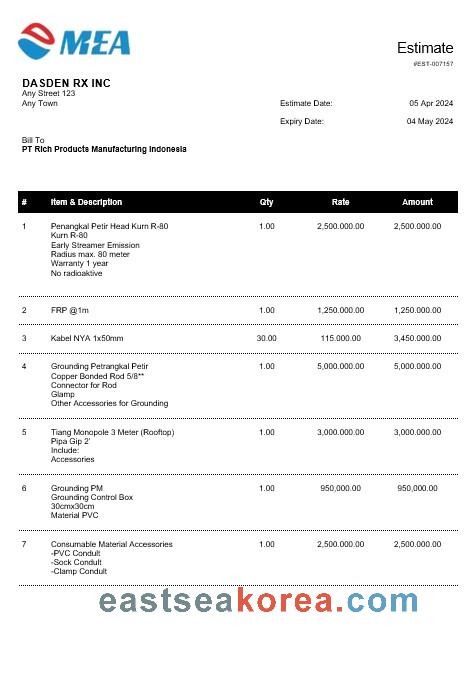 MEA
Estimate
#EST-007157
DASDEN RX INC
Any Street 123
Any Town
Estimate Date: 05 Apr 2024
Expiry Date: 04 May 2024
Bill To
PT Rich Products Manufacturing Indonesia
# Item & Description Qty Rate Amount
1 Penangkal Petir Head Kurn R-80 1.00 2,500.000.00 2,500.000.00
Kurn R-80
Early Streamer Emission
Radius max. 80 meter
Warranty 1 year
No radioaktive
2 FRP @1m 1.00 1,250.000.00 1,250.000.00
3 Kabel NYA 1x50mm 30.00 115.000.00 3,450.000.00
4 Grounding Petrangkal Petir 1.00 5,000.000.00 5,000.000.00
Copper Bonded Rod 5/8"
Connector for Rod
Glamp
Other Accessories for Grounding
5 Tiang Monopole 3 Meter (Rooftop) 1.00 3,000.000.00 3,000.000.00
Pipa Gip 2'
Include:
Accessories
6 Grounding PM 1.00 950,000.00 950,000.00
Grounding Control Box
30cmx30cm
Material PVC
7 Consumable Material Accessories 1.00 2,500.000.00 2,500.000.00
-PVC Conduit
-Sock Conduit
-Clamp Conduit
eastseakorea.com